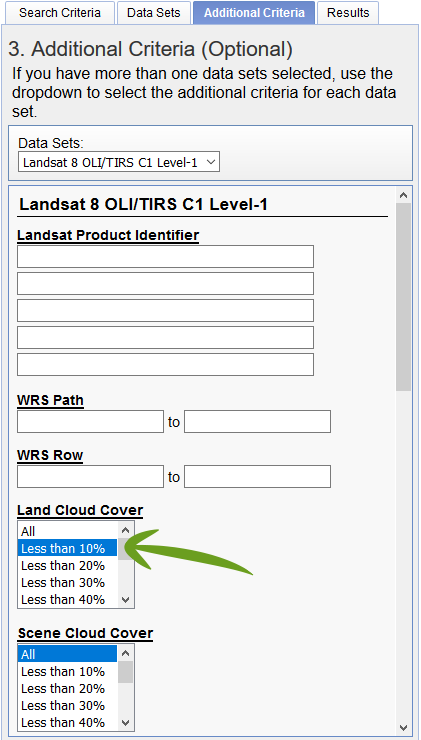 Search Criteria Data Sets Additional Criteria Results
3. Additional Criteria (Optional)
If you have more than one data sets selected, use the
dropdown to select the additional criteria for each data
set.
Data Sets:
Landsat 8 OLI/TIRS C1 Level-1
Landsat 8 OLI/TIRS C1 Level-1
Landsat Product Identifier
WRS Path
to
WRS Row
to
Land Cloud Cover
All
Less than 10%
Less than 20%
Less than 30%
Less than 40%
Scene Cloud Cover
All
Less than 10%
Less than 20%
Less than 30%
Less than 40%